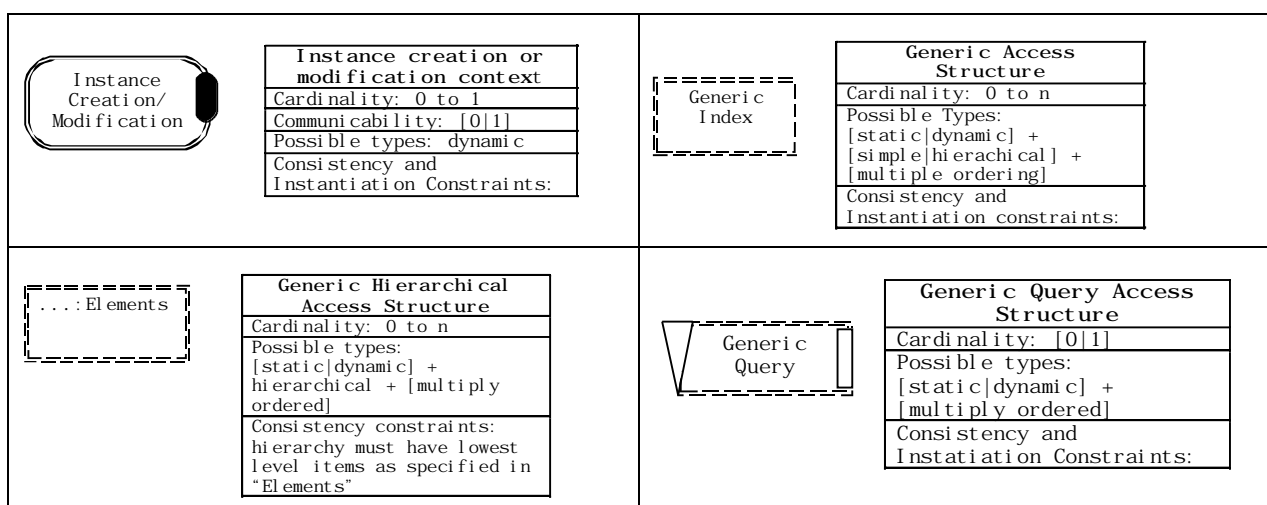 Instance
Creation/
Modification
Instance creation or
modification context
Cardinality: 0 to 1
Communicability: [0|1]
Possible types: dynamic
Consistency and
Instantiation Constraints:
Generic
Index
Generic Access
Structure
Cardinality: 0 to n
Possible Types:
[static|dynamic] +
[simple|hierachical] +
[multiple ordering]
Consistency and
Instantiation constraints:
...:Elements
Generic Hierarchical
Access Structure
Cardinality: 0 to n
Possible types:
[static|dynamic] +
hierarchical + [multiply
ordered]
Consistency constraints:
hierarchy must have lowest
level items as specified in
“Elements”
Generic
Query
Generic Query Access
Structure
Cardinality: [0|1]
Possible types:
[static|dynamic] +
[multiply ordered]
Consistency and
Instatiation Constraints: